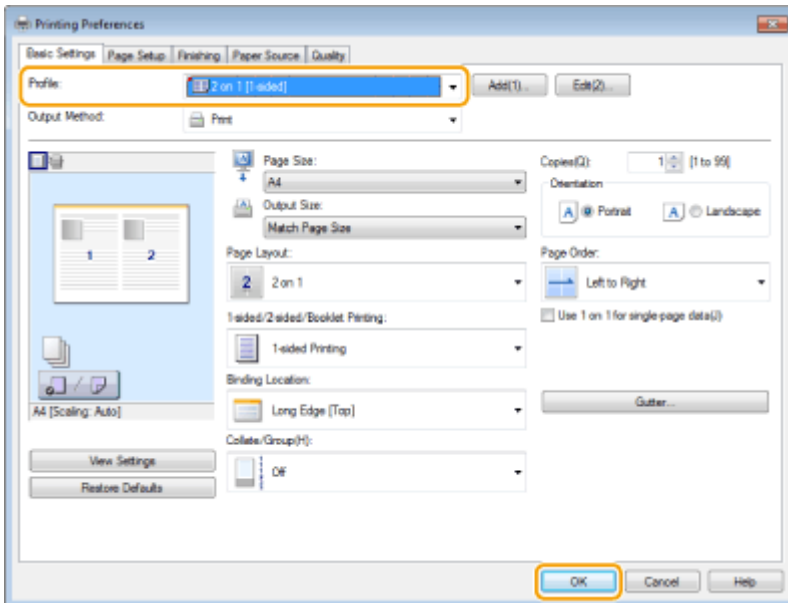 Printing Preferences
Basic Settings Page Setup Finishing Paper Source Quality
Profile: 2 on 1 [1-sided] Add(1)... Edit(2)...
Output Method: Print
Page Size: Copies(Q): 1 [1 to 99]
A4 Orientation
Output Size: A Portrait A Landscape
Match Page Size
Page Layout: Page Order:
1 2 2 2 on 1 Left to Right
1-sided/2-sided/Booklet Printing: Use 1 on 1 for single-page data(J)
1-sided Printing
Binding Location:
A4 [Scaling: Auto] Long Edge [Top] Gutter...
Collate/Group(H):
View Settings Off
Restore Defaults
OK Cancel Help